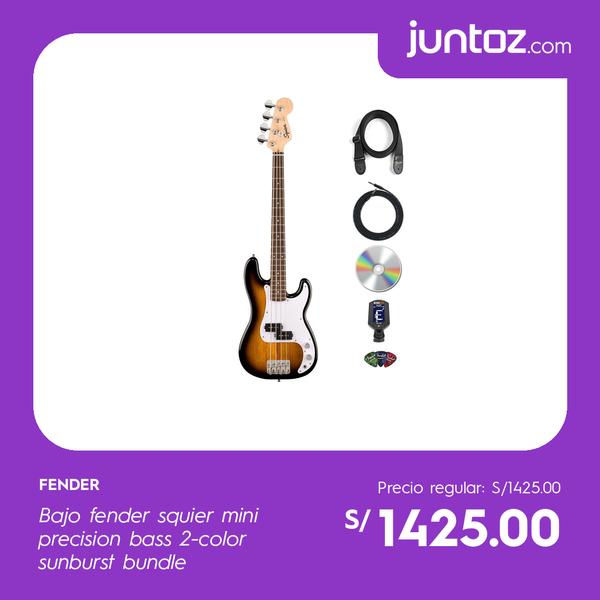 juntoz.com
Squier
E
FENDER
Bajo fender squier mini
precision bass 2-color
sunburst bundle
Precio regular: S/1425.00
S/1425.00